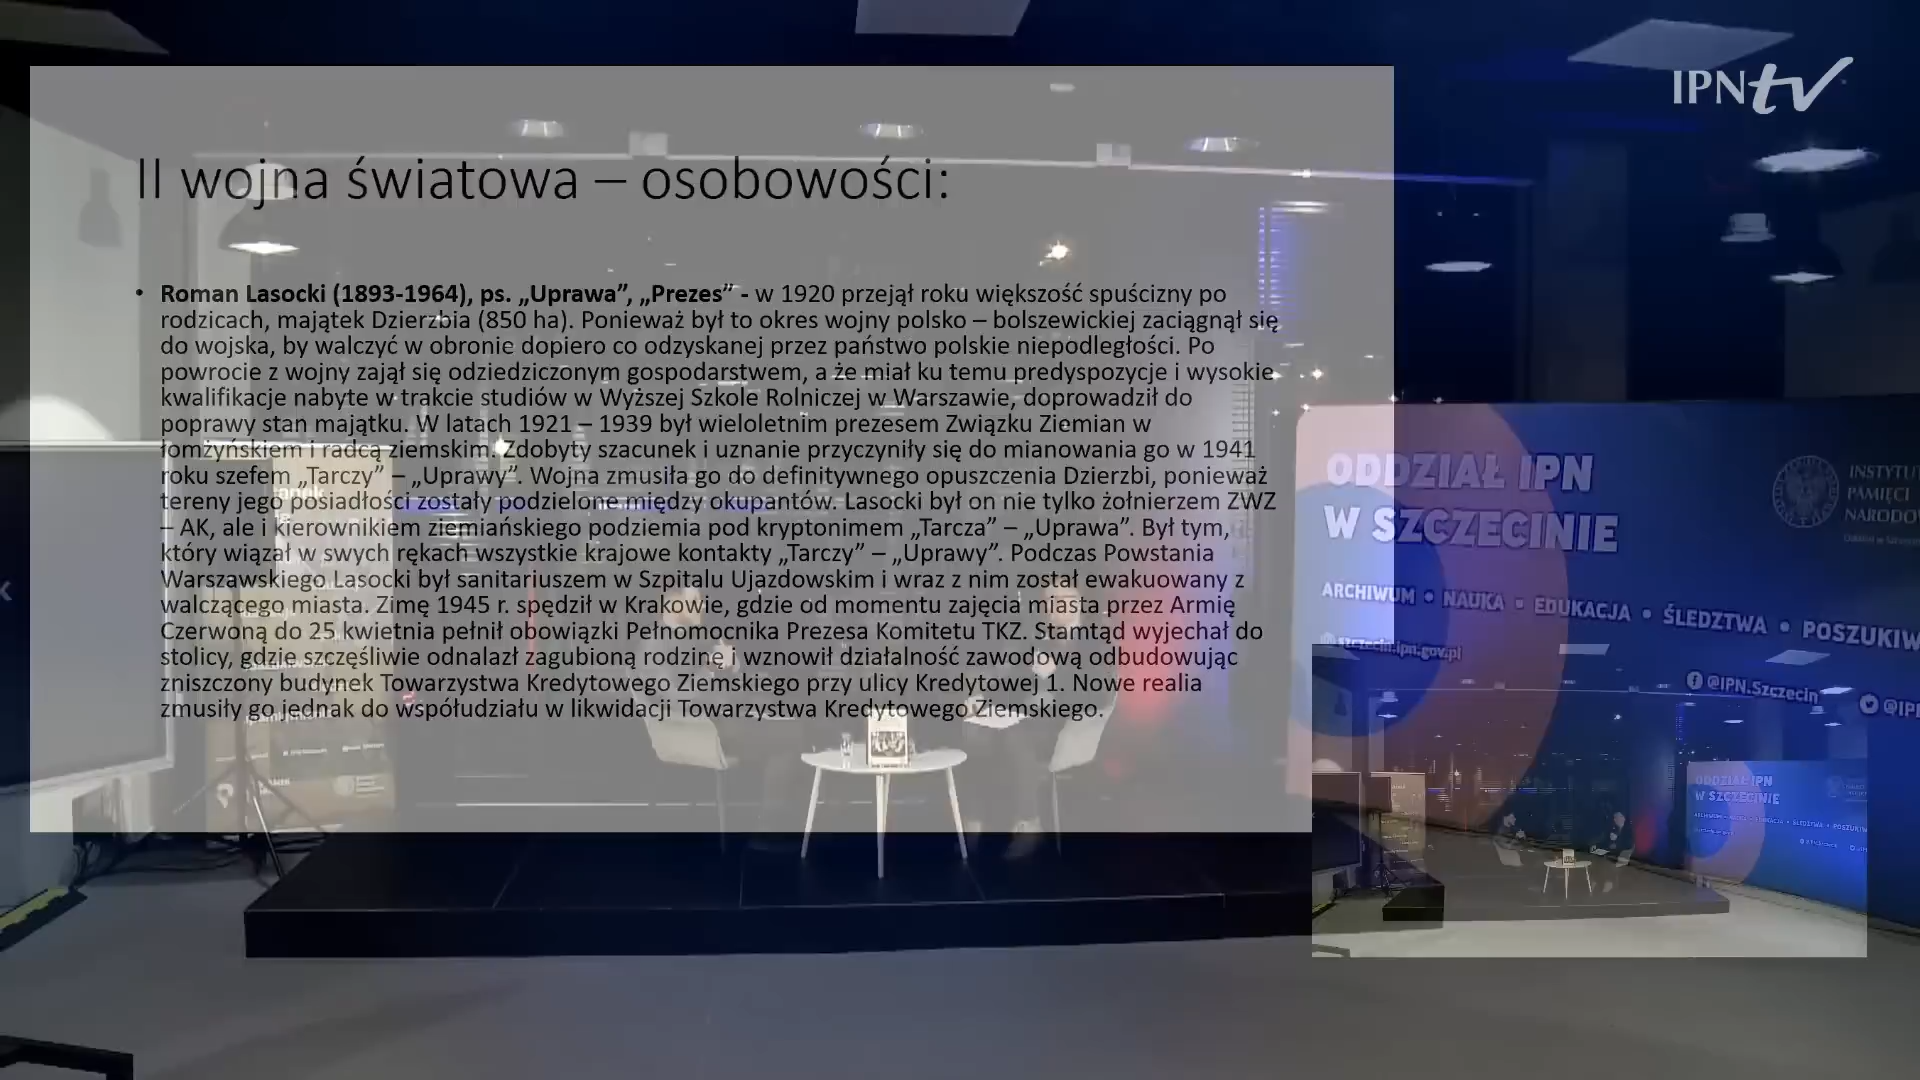 IPNtv
II wojna światowa – osobowości:
• Roman Lasocki (1893-1964), ps. „Uprawa”, „Prezes” - w 1920 przejął roku większość spuścizny po
rodzicach, majątek Dzierzbia (850 ha). Ponieważ był to okres wojny polsko – bolszewickiej zaciągnął się
do wojska, by walczyć w obronie dopiero co odzyskanej przez państwo polskie niepodległości. Po
powrocie z wojny zajął się odziedziczonym gospodarstwem, a że miał ku temu predyspozycje i wysokie
kwalifikacje nabyte w trakcie studiów w Wyższej Szkole Rolniczej w Warszawie, doprowadził do
poprawy stan majątku. W latach 1921 – 1939 był wieloletnim prezesem Związku Ziemian w
łomżyńskiem i radcą ziemskim. Zdobyty szacunek i uznanie przyczyniły się do mianowania go w 1941
roku szefem „Tarczy” – „Uprawy”. Wojna zmusiła go do definitywnego opuszczenia Dzierzbi, ponieważ
tereny jego posiadłości zostały podzielone między okupantów. Lasocki był on nie tylko żołnierzem ZWZ
– AK, ale i kierownikiem ziemiańskiego podziemia pod kryptonimem „Tarcza” – „Uprawa”. Był tym,
który wiązał w swych rękach wszystkie krajowe kontakty „Tarczy” – „Uprawy”. Podczas Powstania
Warszawskiego Lasocki był sanitariuszem w Szpitalu Ujazdowskim i wraz z nim został ewakuowany z
walczącego miasta. Zimę 1945 r. spędził w Krakowie, gdzie od momentu zajęcia miasta przez Armię
Czerwoną do 25 kwietnia pełnił obowiązki Pełnomocnika Prezesa Komitetu TKZ. Stamtąd wyjechał do
stolicy, gdzie szczęśliwie odnalazł zagubioną rodzinę i wznowił działalność zawodową odbudowując
zniszczony budynek Towarzystwa Kredytowego Ziemskiego przy ulicy Kredytowej 1. Nowe realia
zmusiły go jednak do współudziału w likwidacji Towarzystwa Kredytowego Ziemskiego.
ODDZIAŁ IPN
W SZCZECINIE
INSTYTU
PAMIĘCI
NARODO
ARCHIWUM • NAUKA • EDUKACJA • ŚLEDZTWA • POSZUKIW
szczecin.ipn.gov.pl
@IPN.Szczecin
@IPN
ODDZIAŁ IPN
W SZCZECINIE